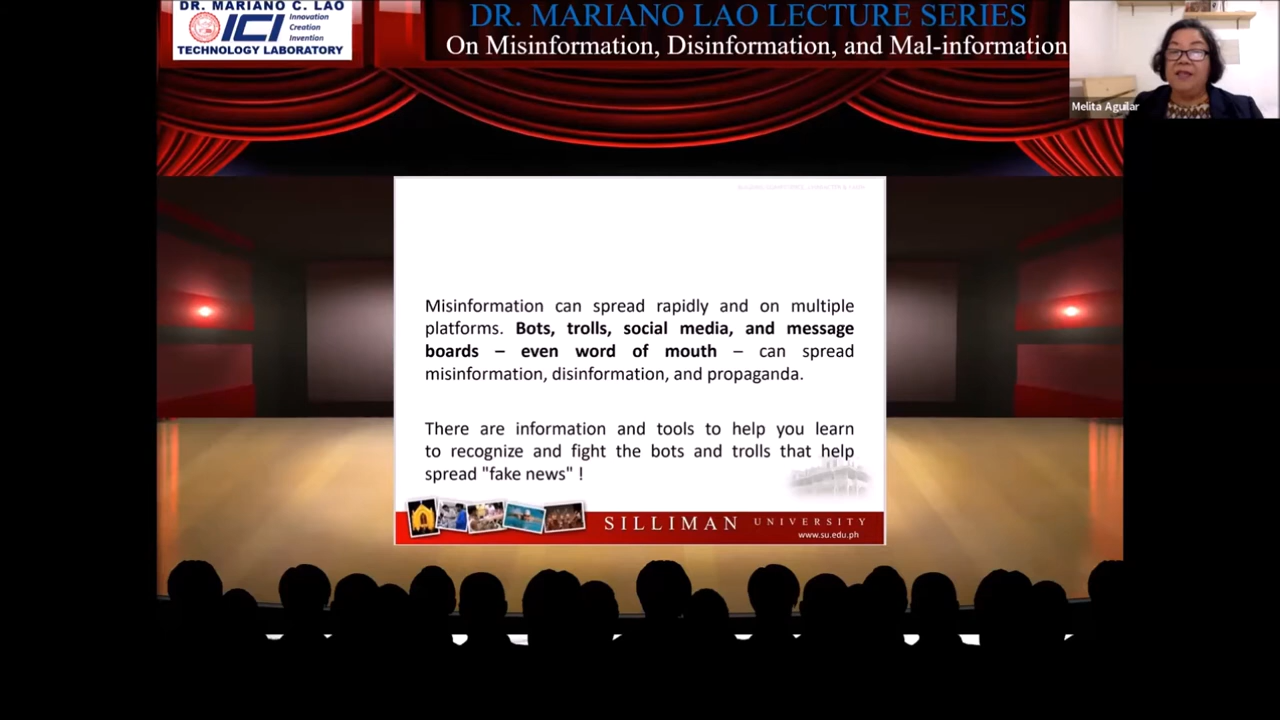 DR. MARIANO C. LAO
ICI
Innovation
Creation
Invention
TECHNOLOGY LABORATORY
DR. MARIANO LAO LECTURE SERIES
On Misinformation, Disinformation, and Mal-information
Melita Aguilar
Misinformation can spread rapidly and on multiple
platforms. Bots, trolls, social media, and message
boards – even word of mouth – can spread
misinformation, disinformation, and propaganda.
There are information and tools to help you learn
to recognize and fight the bots and trolls that help
spread "fake news" !
SILLIMAN UNIVERSITY
www.su.edu.ph